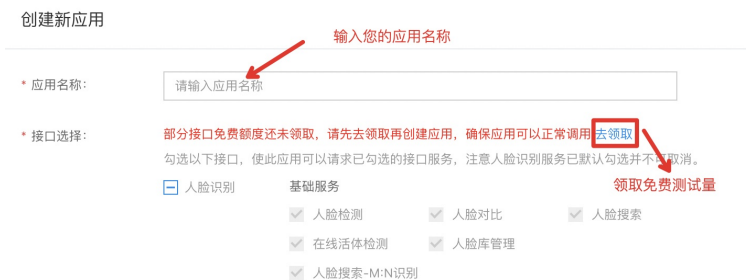 创建新应用
输入您的应用名称
* 应用名称：
请输入应用名称
* 接口选择：
部分接口免费额度还未领取，请先去领取再创建应用，确保应用可以正常调用 去领取
勾选以下接口，使此应用可以请求已勾选的接口服务，注意人脸识别服务已默认勾选并不可取消。
领取免费测试量
人脸识别
基础服务
人脸检测 人脸对比 人脸搜索
在线活体检测 人脸库管理
人脸搜索-M:N识别